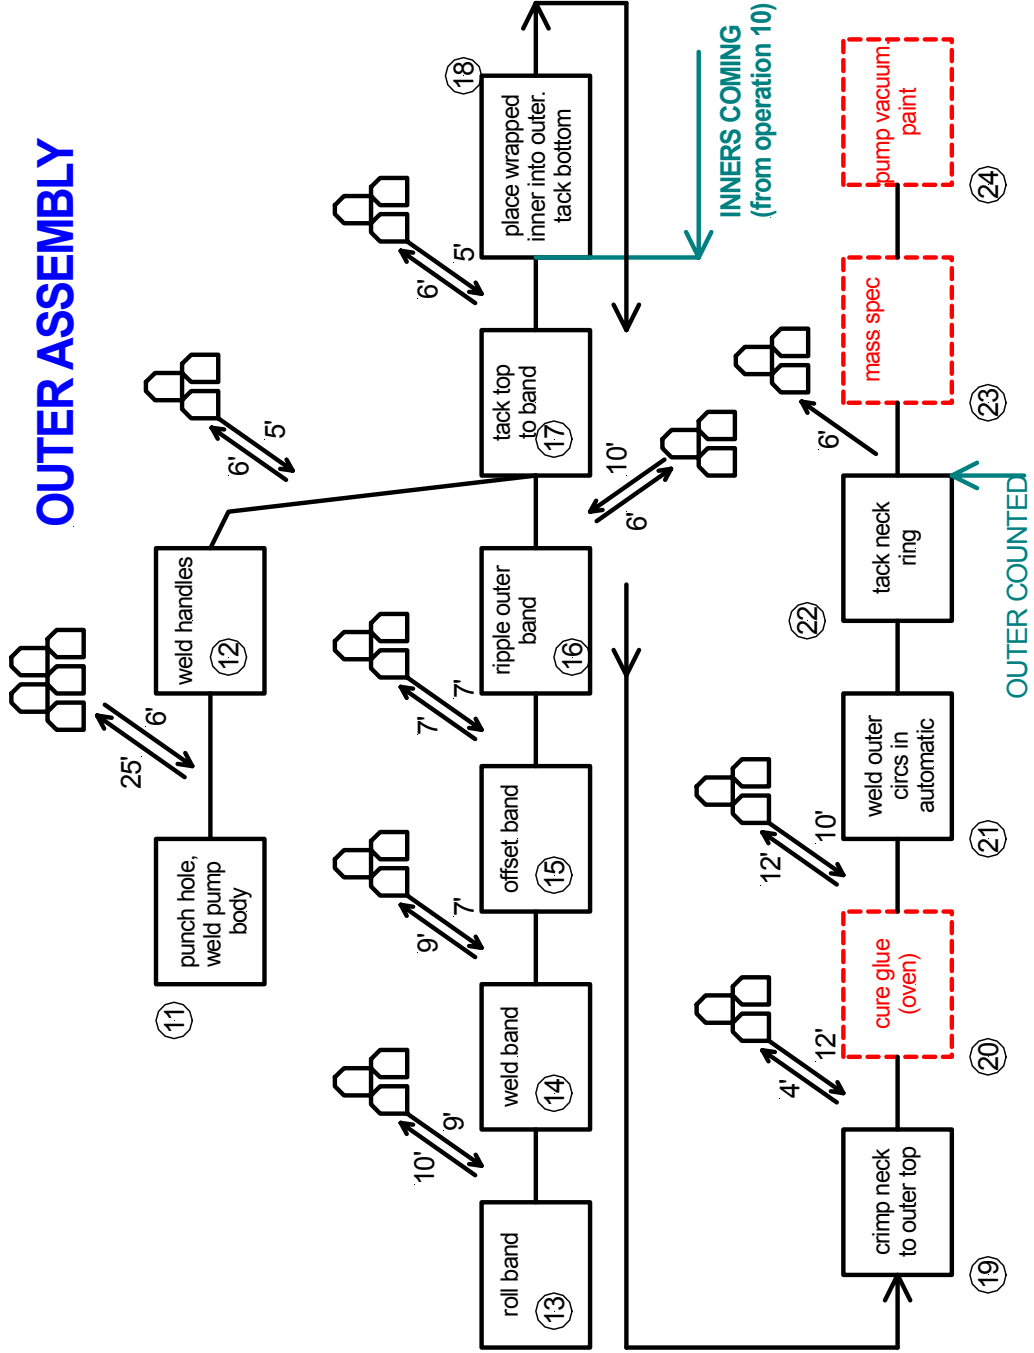 OUTER ASSEMBLY
25'
6'
6'
5'
punch hole,
weld pump
body
11
weld handles
12
10'
9'
9'
7'
7'
7'
6'
5'
roll band
13
weld band
14
offset band
15
ripple outer
band
16
tack top
to band
17
place wrapped
inner into outer.
tack bottom
18
6'
10'
INNERS COMING
(from operation 10)
4'
12'
12'
10'
6'
crimp neck
to outer top
19
cure glue
(oven)
20
weld outer
circs in
automatic
21
tack neck
ring
22
mass spec
23
pump vacuum.
paint
24
OUTER COUNTED